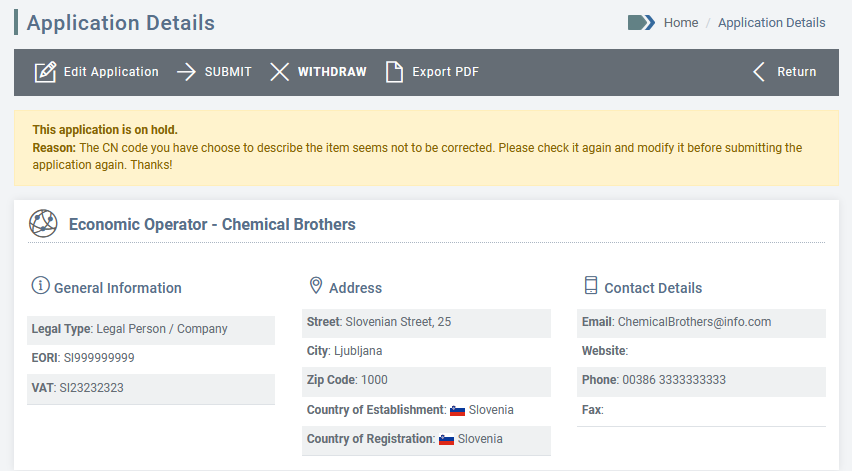 Application Details
Home / Application Details
Edit Application SUBMIT WITHDRAW Export PDF Return
This application is on hold.
Reason: The CN code you have choose to describe the item seems not to be corrected. Please check it again and modify it before submitting the
application again. Thanks!
Economic Operator - Chemical Brothers
General Information
Legal Type: Legal Person / Company
EORI: SI999999999
VAT: SI23232323
Address
Street: Slovenian Street, 25
City: Ljubljana
Zip Code: 1000
Country of Establishment: Slovenia
Country of Registration: Slovenia
Contact Details
Email: ChemicalBrothers@info.com
Website:
Phone: 00386 3333333333
Fax: